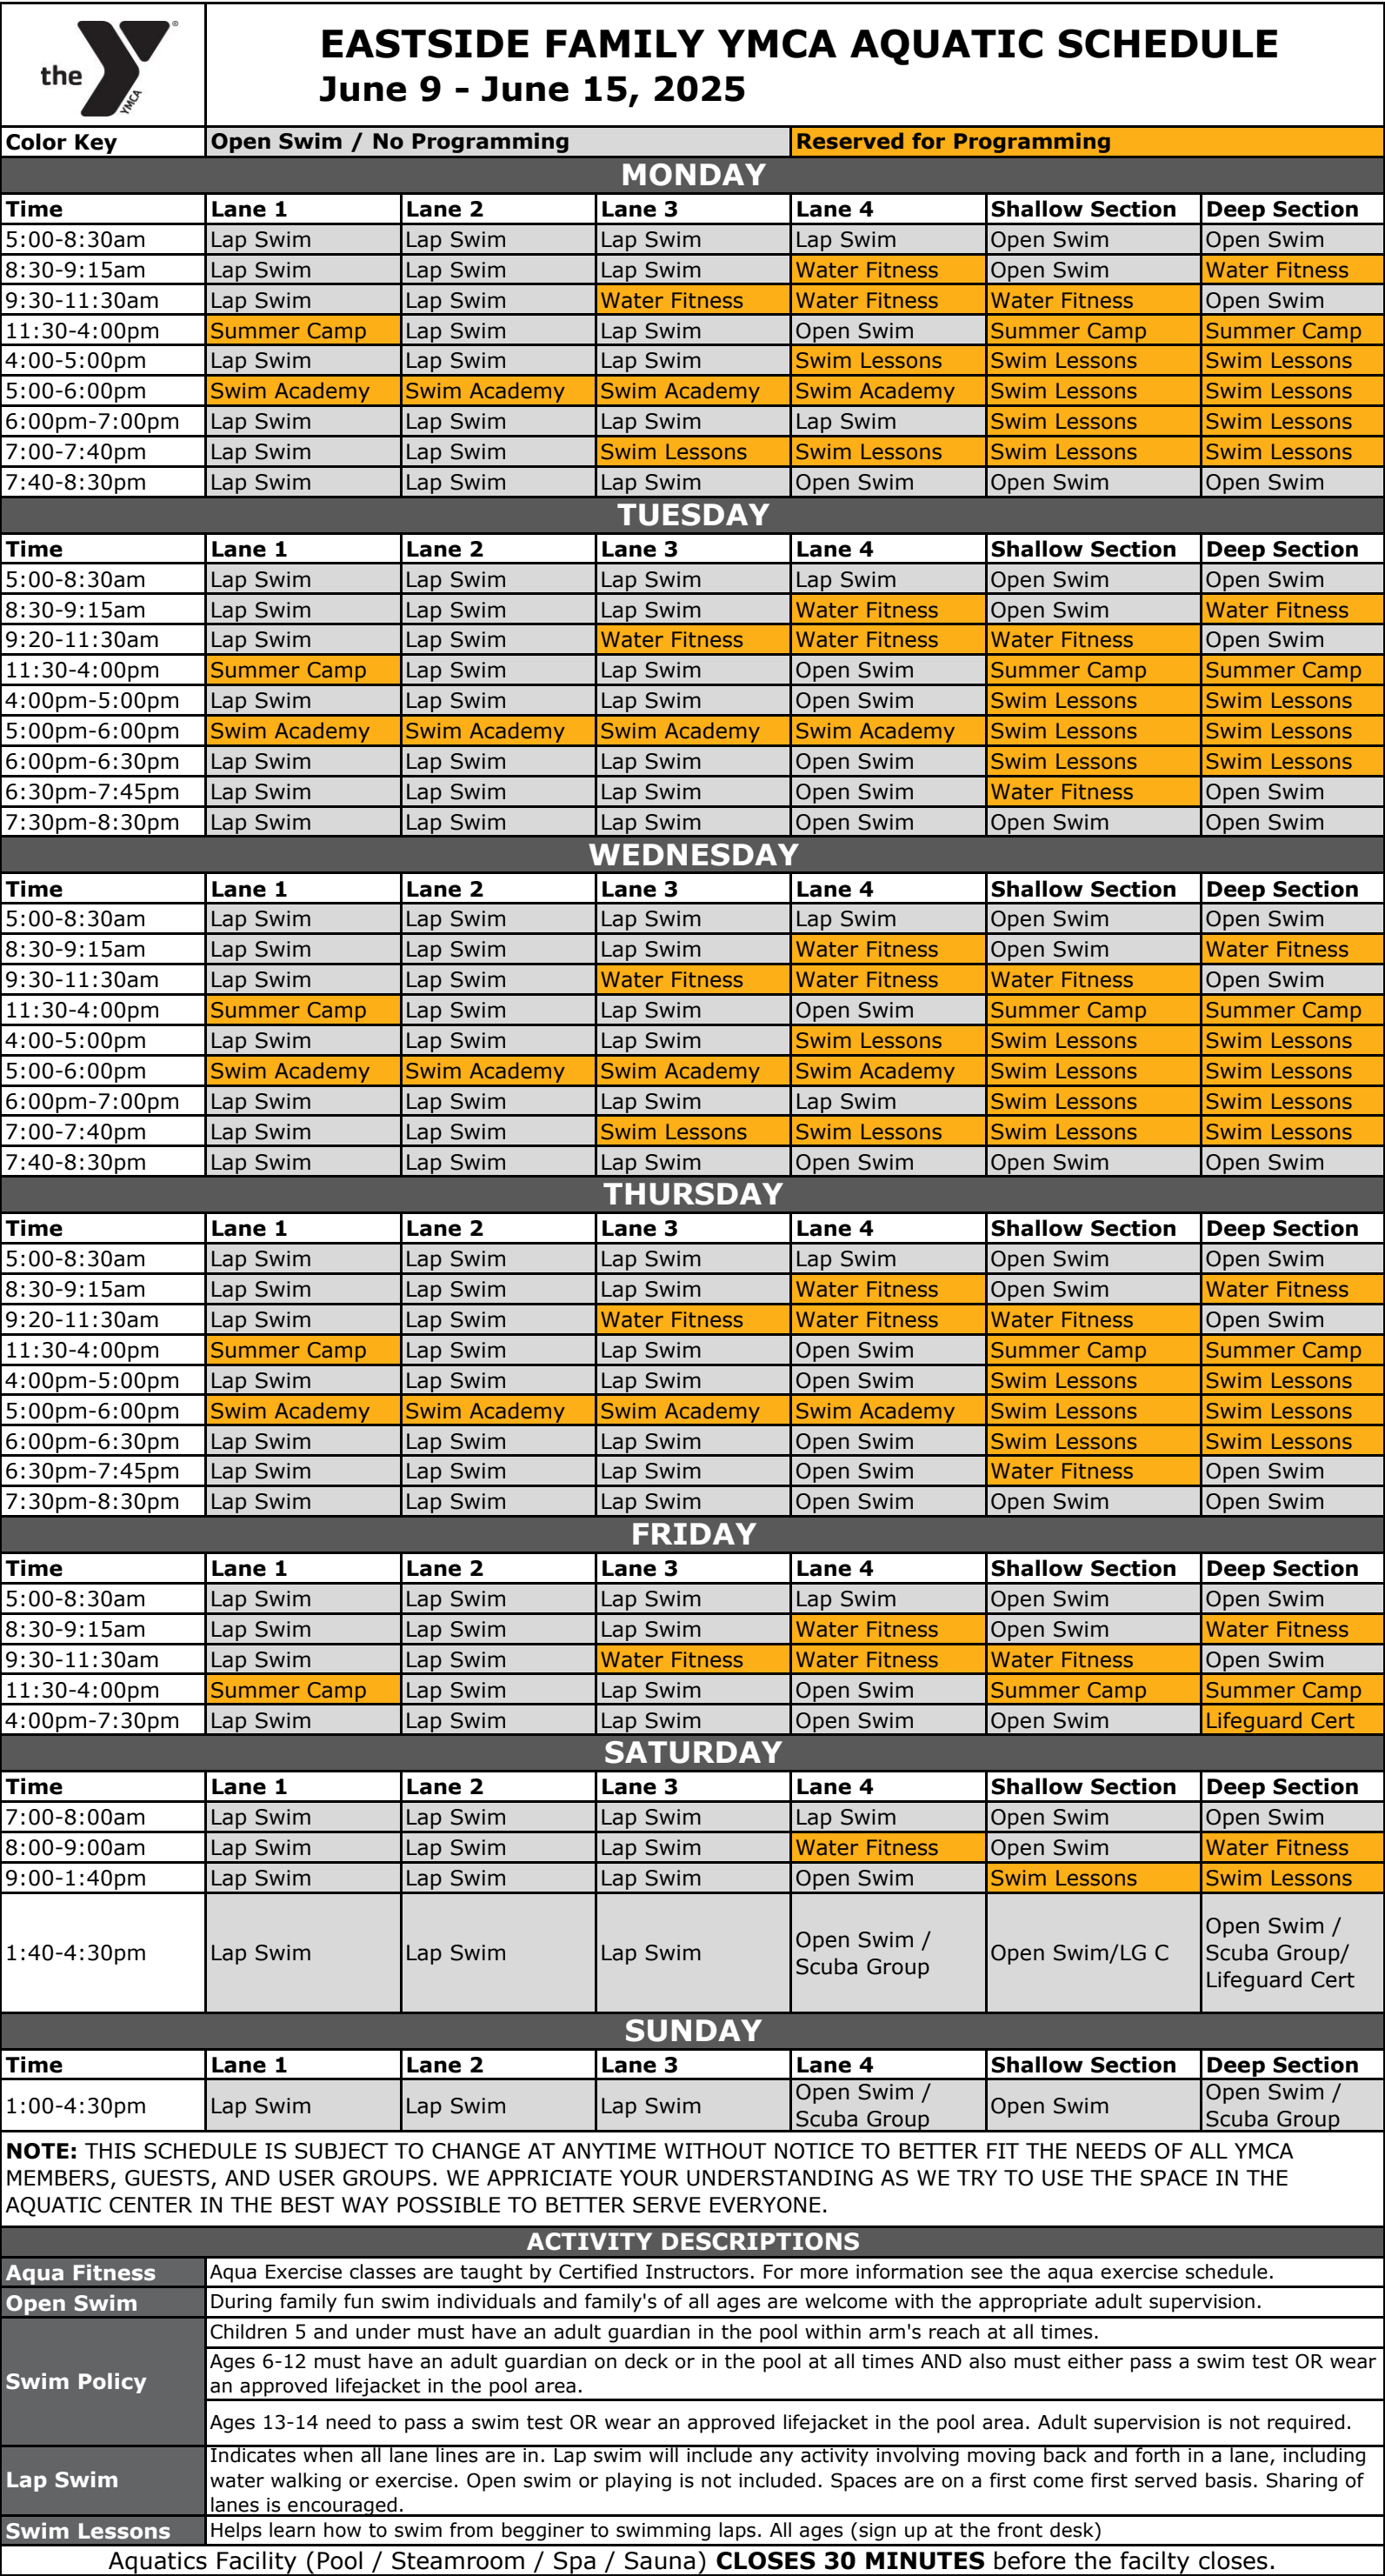 the
YMCA
®
EASTSIDE FAMILY YMCA AQUATIC SCHEDULE
June 9 - June 15, 2025
Color Key Open Swim / No Programming Reserved for Programming
MONDAY
Time Lane 1 Lane 2 Lane 3 Lane 4 Shallow Section Deep Section
5:00-8:30am Lap Swim Lap Swim Lap Swim Lap Swim Open Swim Open Swim
8:30-9:15am Lap Swim Lap Swim Lap Swim Water Fitness Open Swim Water Fitness
9:30-11:30am Lap Swim Lap Swim Water Fitness Water Fitness Water Fitness Open Swim
11:30-4:00pm Summer Camp Lap Swim Lap Swim Open Swim Summer Camp Summer Camp
4:00-5:00pm Lap Swim Lap Swim Lap Swim Swim Lessons Swim Lessons Swim Lessons
5:00-6:00pm Swim Academy Swim Academy Swim Academy Swim Academy Swim Lessons Swim Lessons
6:00pm-7:00pm Lap Swim Lap Swim Lap Swim Lap Swim Swim Lessons Swim Lessons
7:00-7:40pm Lap Swim Lap Swim Swim Lessons Swim Lessons Swim Lessons Swim Lessons
7:40-8:30pm Lap Swim Lap Swim Lap Swim Open Swim Open Swim Open Swim
TUESDAY
Time Lane 1 Lane 2 Lane 3 Lane 4 Shallow Section Deep Section
5:00-8:30am Lap Swim Lap Swim Lap Swim Lap Swim Open Swim Open Swim
8:30-9:15am Lap Swim Lap Swim Lap Swim Water Fitness Open Swim Water Fitness
9:20-11:30am Lap Swim Lap Swim Water Fitness Water Fitness Water Fitness Open Swim
11:30-4:00pm Summer Camp Lap Swim Lap Swim Open Swim Summer Camp Summer Camp
4:00pm-5:00pm Lap Swim Lap Swim Lap Swim Open Swim Swim Lessons Swim Lessons
5:00pm-6:00pm Swim Academy Swim Academy Swim Academy Swim Academy Swim Lessons Swim Lessons
6:00pm-6:30pm Lap Swim Lap Swim Lap Swim Open Swim Swim Lessons Swim Lessons
6:30pm-7:45pm Lap Swim Lap Swim Lap Swim Open Swim Water Fitness Open Swim
7:30pm-8:30pm Lap Swim Lap Swim Lap Swim Open Swim Open Swim Open Swim
WEDNESDAY
Time Lane 1 Lane 2 Lane 3 Lane 4 Shallow Section Deep Section
5:00-8:30am Lap Swim Lap Swim Lap Swim Lap Swim Open Swim Open Swim
8:30-9:15am Lap Swim Lap Swim Lap Swim Water Fitness Open Swim Water Fitness
9:30-11:30am Lap Swim Lap Swim Water Fitness Water Fitness Water Fitness Open Swim
11:30-4:00pm Summer Camp Lap Swim Lap Swim Open Swim Summer Camp Summer Camp
4:00-5:00pm Lap Swim Lap Swim Lap Swim Swim Lessons Swim Lessons Swim Lessons
5:00-6:00pm Swim Academy Swim Academy Swim Academy Swim Academy Swim Lessons Swim Lessons
6:00pm-7:00pm Lap Swim Lap Swim Lap Swim Lap Swim Swim Lessons Swim Lessons
7:00-7:40pm Lap Swim Lap Swim Swim Lessons Swim Lessons Swim Lessons Swim Lessons
7:40-8:30pm Lap Swim Lap Swim Lap Swim Open Swim Open Swim Open Swim
THURSDAY
Time Lane 1 Lane 2 Lane 3 Lane 4 Shallow Section Deep Section
5:00-8:30am Lap Swim Lap Swim Lap Swim Lap Swim Open Swim Open Swim
8:30-9:15am Lap Swim Lap Swim Lap Swim Water Fitness Open Swim Water Fitness
9:20-11:30am Lap Swim Lap Swim Water Fitness Water Fitness Water Fitness Open Swim
11:30-4:00pm Summer Camp Lap Swim Lap Swim Open Swim Summer Camp Summer Camp
4:00pm-5:00pm Lap Swim Lap Swim Lap Swim Open Swim Swim Lessons Swim Lessons
5:00pm-6:00pm Swim Academy Swim Academy Swim Academy Swim Academy Swim Lessons Swim Lessons
6:00pm-6:30pm Lap Swim Lap Swim Lap Swim Open Swim Swim Lessons Swim Lessons
6:30pm-7:45pm Lap Swim Lap Swim Lap Swim Open Swim Water Fitness Open Swim
7:30pm-8:30pm Lap Swim Lap Swim Lap Swim Open Swim Open Swim Open Swim
FRIDAY
Time Lane 1 Lane 2 Lane 3 Lane 4 Shallow Section Deep Section
5:00-8:30am Lap Swim Lap Swim Lap Swim Lap Swim Open Swim Open Swim
8:30-9:15am Lap Swim Lap Swim Lap Swim Water Fitness Open Swim Water Fitness
9:30-11:30am Lap Swim Lap Swim Water Fitness Water Fitness Water Fitness Open Swim
11:30-4:00pm Summer Camp Lap Swim Lap Swim Open Swim Summer Camp Summer Camp
4:00pm-7:30pm Lap Swim Lap Swim Lap Swim Open Swim Open Swim Lifeguard Cert
SATURDAY
Time Lane 1 Lane 2 Lane 3 Lane 4 Shallow Section Deep Section
7:00-8:00am Lap Swim Lap Swim Lap Swim Lap Swim Open Swim Open Swim
8:00-9:00am Lap Swim Lap Swim Lap Swim Water Fitness Open Swim Water Fitness
9:00-1:40pm Lap Swim Lap Swim Lap Swim Open Swim Swim Lessons Swim Lessons
1:40-4:30pm Lap Swim Lap Swim Lap Swim
Open Swim /
Scuba Group
Open Swim/LG C
Open Swim /
Scuba Group/
Lifeguard Cert
SUNDAY
Time Lane 1 Lane 2 Lane 3 Lane 4 Shallow Section Deep Section
1:00-4:30pm Lap Swim Lap Swim Lap Swim
Open Swim /
Scuba Group
Open Swim
Open Swim /
Scuba Group
NOTE: THIS SCHEDULE IS SUBJECT TO CHANGE AT ANYTIME WITHOUT NOTICE TO BETTER FIT THE NEEDS OF ALL YMCA
MEMBERS, GUESTS, AND USER GROUPS. WE APPRICIATE YOUR UNDERSTANDING AS WE TRY TO USE THE SPACE IN THE
AQUATIC CENTER IN THE BEST WAY POSSIBLE TO BETTER SERVE EVERYONE.
ACTIVITY DESCRIPTIONS
Aqua Fitness Aqua Exercise classes are taught by Certified Instructors. For more information see the aqua exercise schedule.
Open Swim During family fun swim individuals and family's of all ages are welcome with the appropriate adult supervision.
Swim Policy
Children 5 and under must have an adult guardian in the pool within arm's reach at all times.
Ages 6-12 must have an adult guardian on deck or in the pool at all times AND also must either pass a swim test OR wear
an approved lifejacket in the pool area.
Ages 13-14 need to pass a swim test OR wear an approved lifejacket in the pool area. Adult supervision is not required.
Lap Swim
Indicates when all lane lines are in. Lap swim will include any activity involving moving back and forth in a lane, including
water walking or exercise. Open swim or playing is not included. Spaces are on a first come first served basis. Sharing of
lanes is encouraged.
Swim Lessons Helps learn how to swim from begginer to swimming laps. All ages (sign up at the front desk)
Aquatics Facility (Pool / Steamroom / Spa / Sauna) CLOSES 30 MINUTES before the facilty closes.